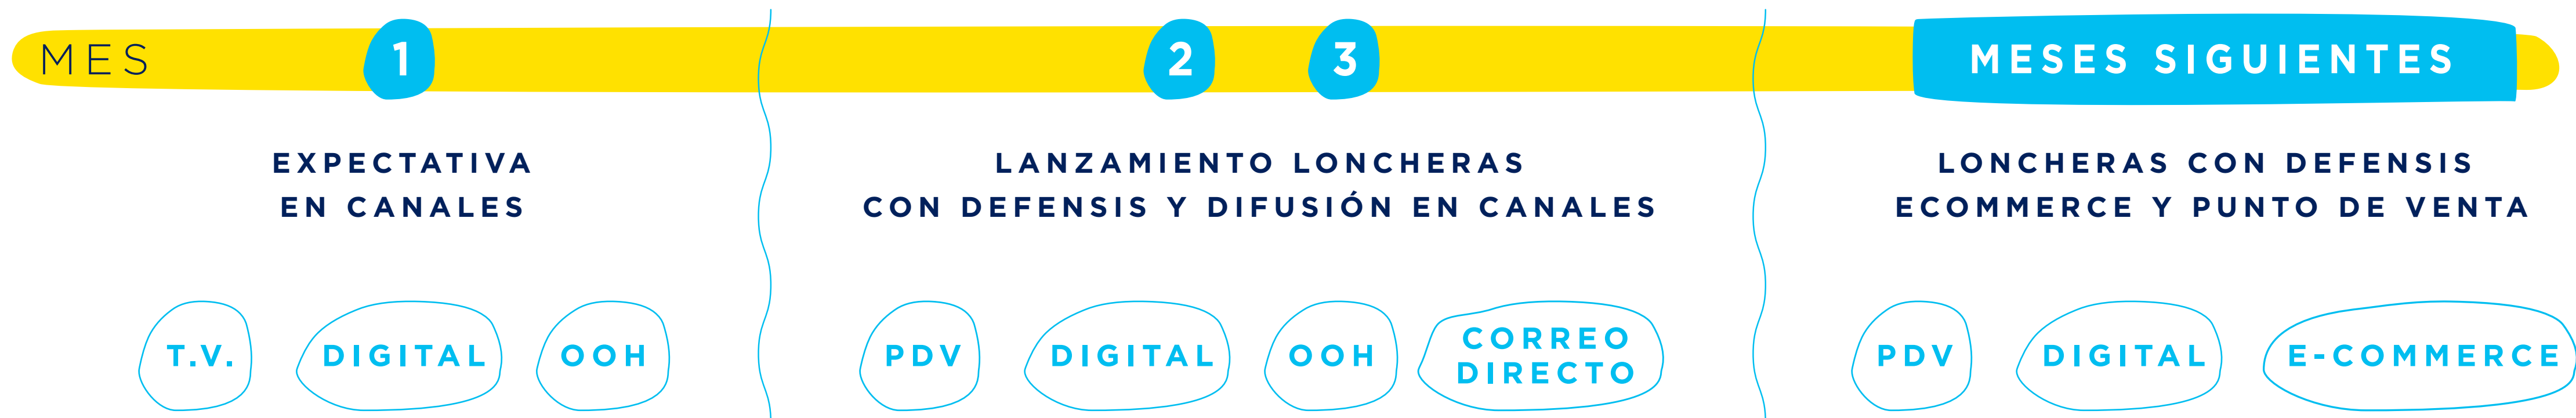 MES 1 2 3 MESES SIGUIENTES
EXPECTATIVA
EN CANALES
LANZAMIENTO LONCHERAS
CON DEFENSIS Y DIFUSIÓN EN CANALES
LONCHERAS CON DEFENSIS
ECOMMERCE Y PUNTO DE VENTA
T.V. DIGITAL OOH
PDV DIGITAL OOH
CORREO
DIRECTO
PDV DIGITAL E-COMMERCE